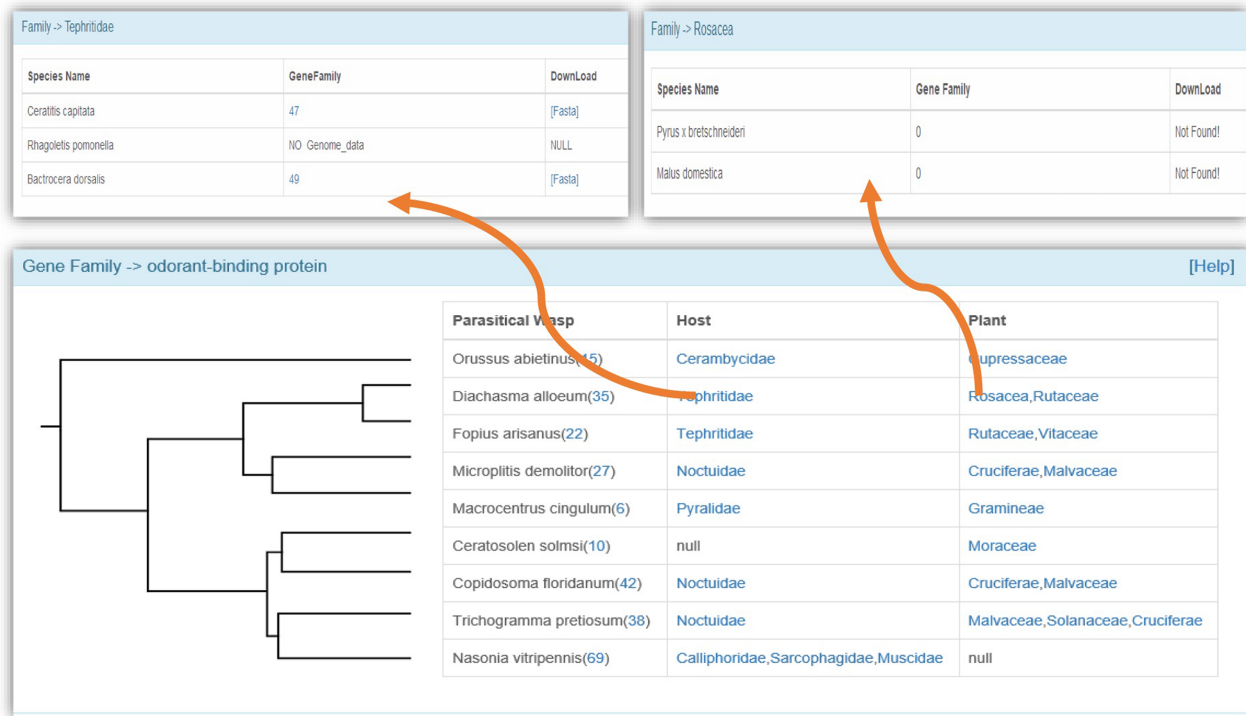 Family -> Tephritidae
Species Name GeneFamily DownLoad
Ceratitis capitata 47 [Fasta]
Rhagoletis pomonella NO Genome_data NULL
Bactrocera dorsalis 49 [Fasta]
Family -> Rosacea
Species Name Gene Family DownLoad
Pyrus x bretschneideri 0 Not Found!
Malus domestica 0 Not Found!
Gene Family -> odorant-binding protein [Help]
Parasitical Wasp Host Plant
Orussus abietinus(15) Cerambycidae Cupressaceae
Diachasma alloeum(35) Tephritidae Rosacea,Rutaceae
Fopius arisanus(22) Tephritidae Rutaceae,Vitaceae
Microplitis demolitor(27) Noctuidae Cruciferae,Malvaceae
Macrocentrus cingulum(6) Pyralidae Gramineae
Ceratosolen solmsi(10) null Moraceae
Copidosoma floridanum(42) Noctuidae Cruciferae,Malvaceae
Trichogramma pretiosum(38) Noctuidae Malvaceae,Solanaceae,Cruciferae
Nasonia vitripennis(69) Calliphoridae,Sarcophagidae,Muscidae null